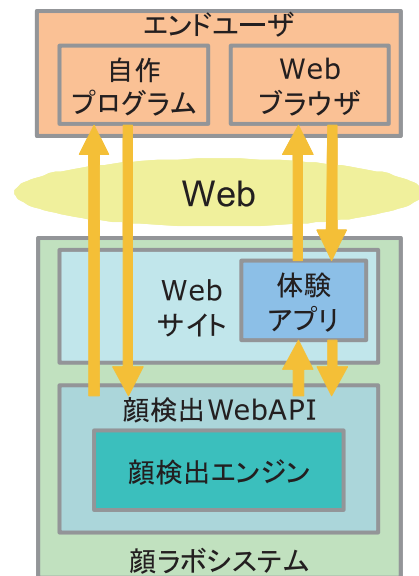 エンドユーザ
自作
プログラム
Web
ブラウザ
Web
Web
サイト
体験
アプリ
顔検出WebAPI
顔検出エンジン
顔ラボシステム